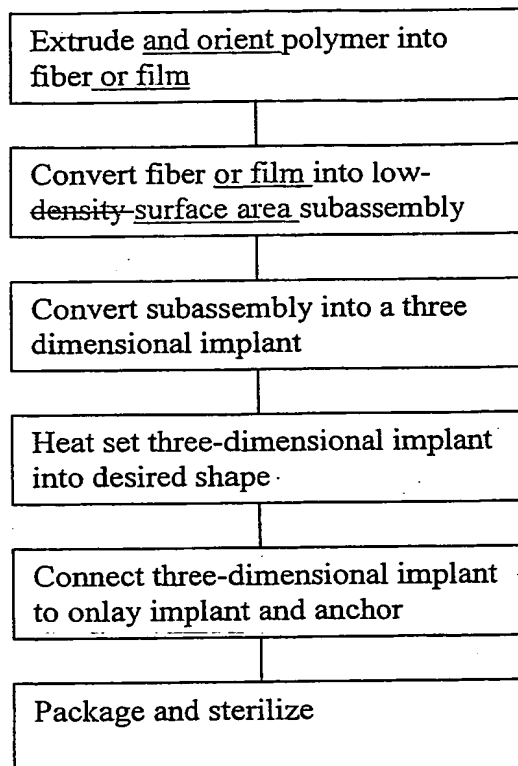 Extrude and orient polymer into
fiber or film
Convert fiber or film into low-
density surface area subassembly
Convert subassembly into a three
dimensional implant
Heat set three-dimensional implant
into desired shape
Connect three-dimensional implant
to onlay implant and anchor
Package and sterilize